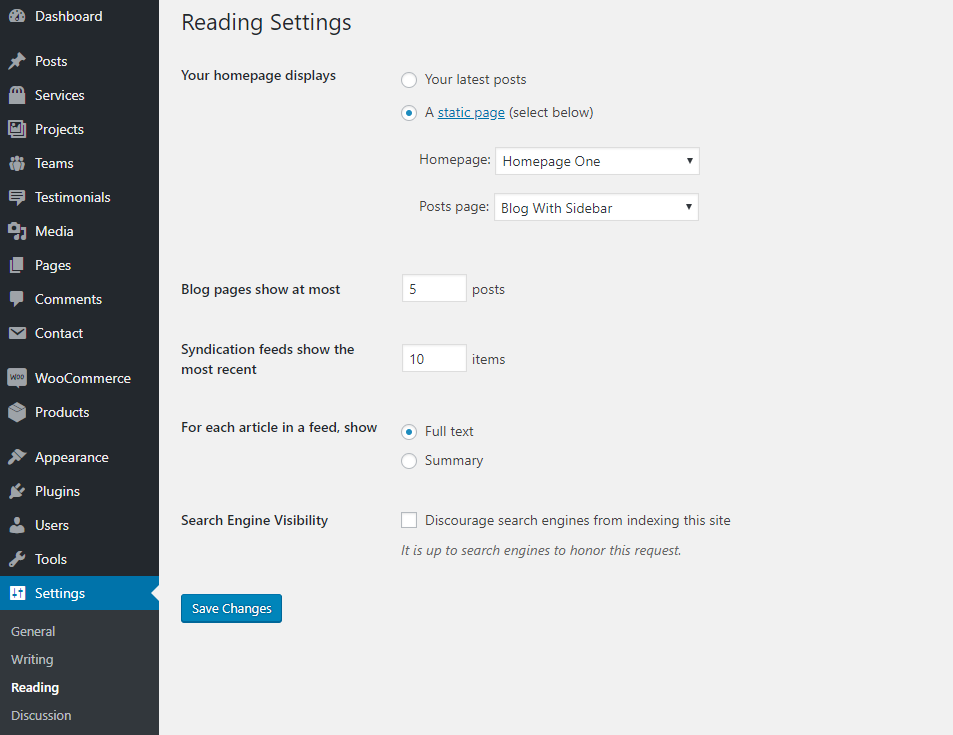 Dashboard
Posts
Services
Projects
Teams
Testimonials
Media
Pages
Comments
Contact
Woo
WooCommerce
Products
Appearance
Plugins
Users
Tools
Settings
General
Writing
Reading
Discussion
Reading Settings
Your homepage displays
Your latest posts
A static page (select below)
Homepage: Homepage One
Posts page: Blog With Sidebar
Blog pages show at most
5 posts
Syndication feeds show the
most recent
10 items
For each article in a feed, show
Full text
Summary
Search Engine Visibility
Discourage search engines from indexing this site
It is up to search engines to honor this request.
Save Changes